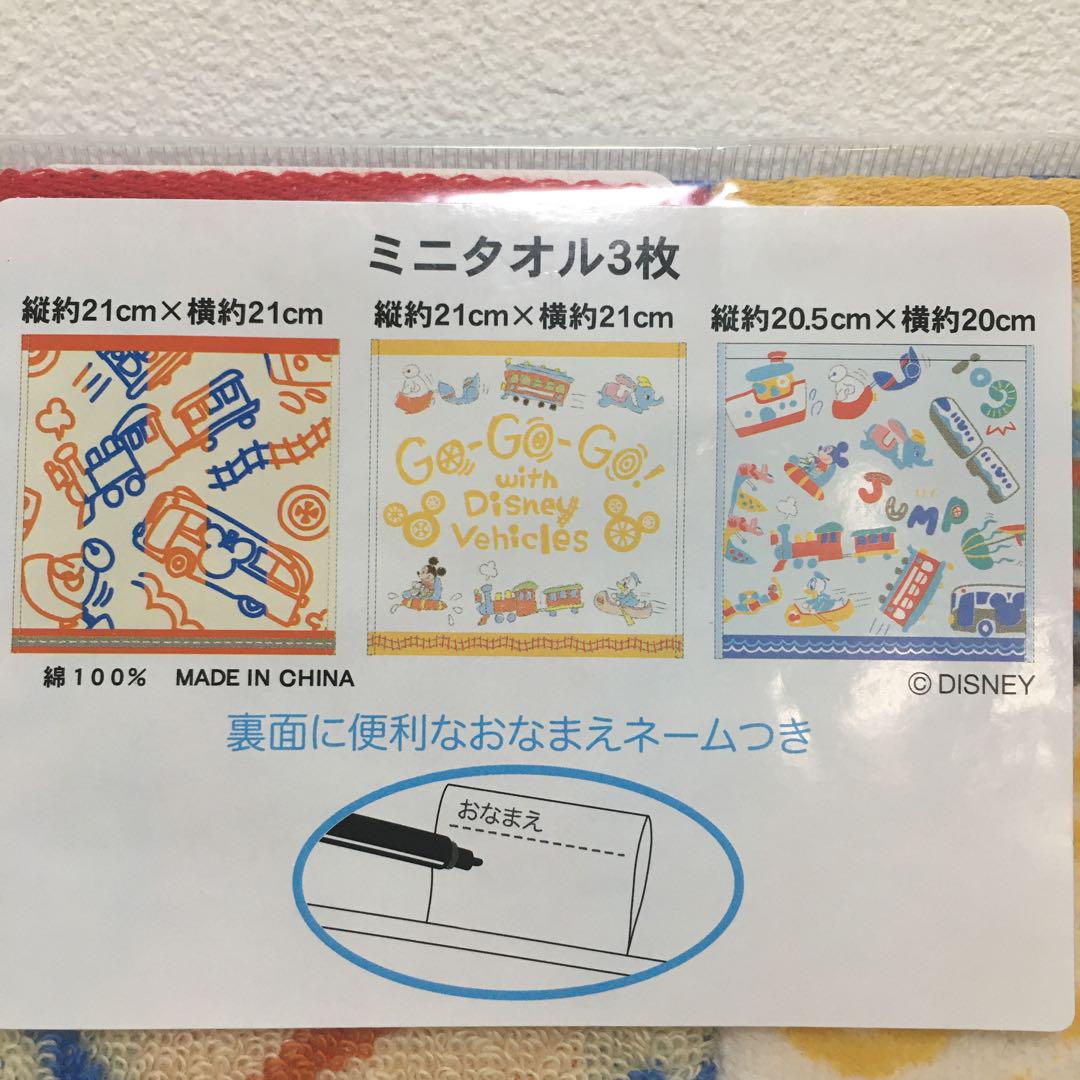 ミニタオル3枚
縦約21cm×横約21cm
縦約21cm×横約21cm
縦約20.5cm×横約20cm
GO-GO-GO!
with
Disney
Vehicles
JUMP
綿100% MADE IN CHINA
© DISNEY
裏面に便利なおなまえネームつき
おなまえ